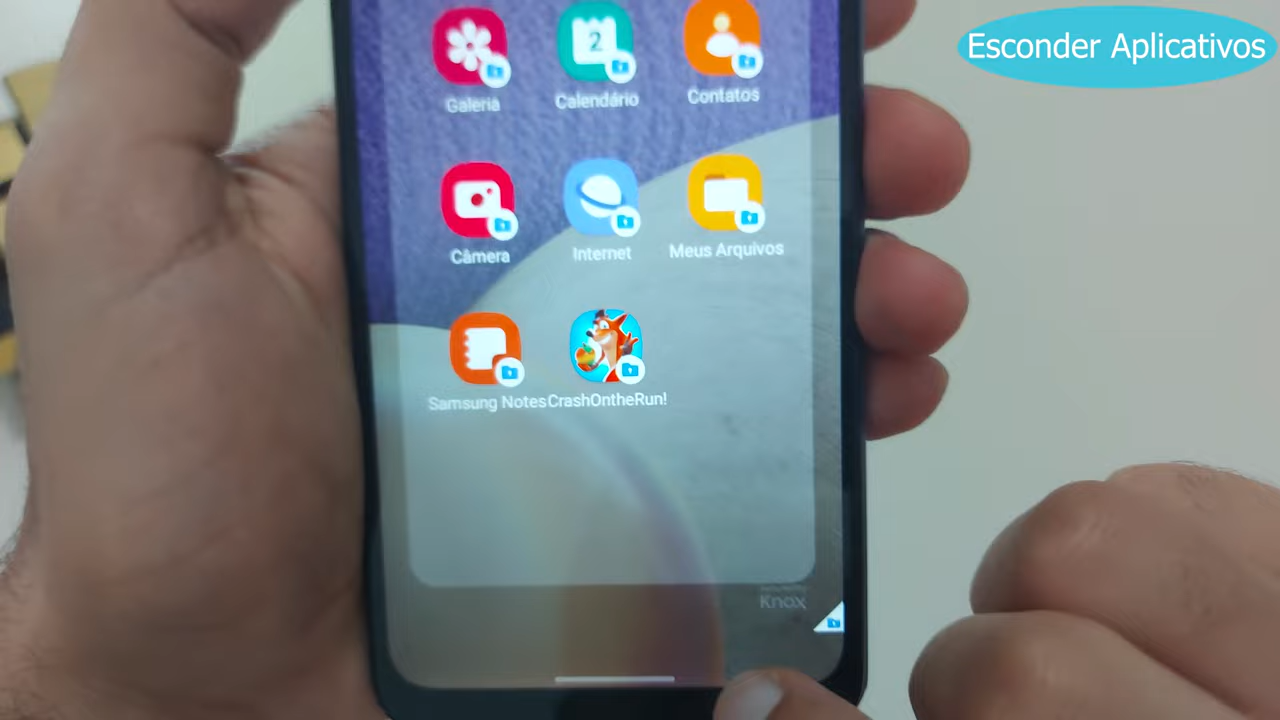 Esconder Aplicativos
2
Galeria
Calendário
Contatos
Câmera
Internet
Meus Arquivos
Samsung Notes
CrashOntheRun!
Knox